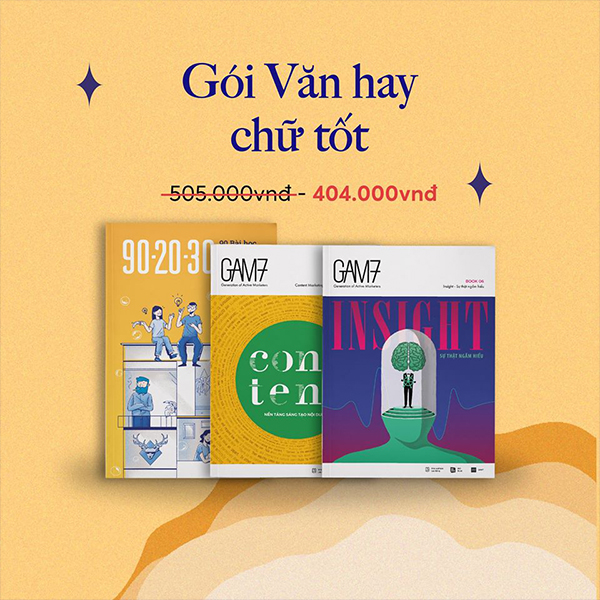 Gói Văn hay
chữ tốt
505.000vnđ - 404.000vnđ
90-20-30
90 Bài học
GAM7
Generation of Active Marketers
Content Marketing
con
ten
NỀN TẢNG SÁNG TẠO NỘI DU
GAM7
Generation of Active Marketers
BOOK 08
Insight - Sự thật ngầm hiểu
INSIGHT
SỰ THẬT NGẦM HIỂU